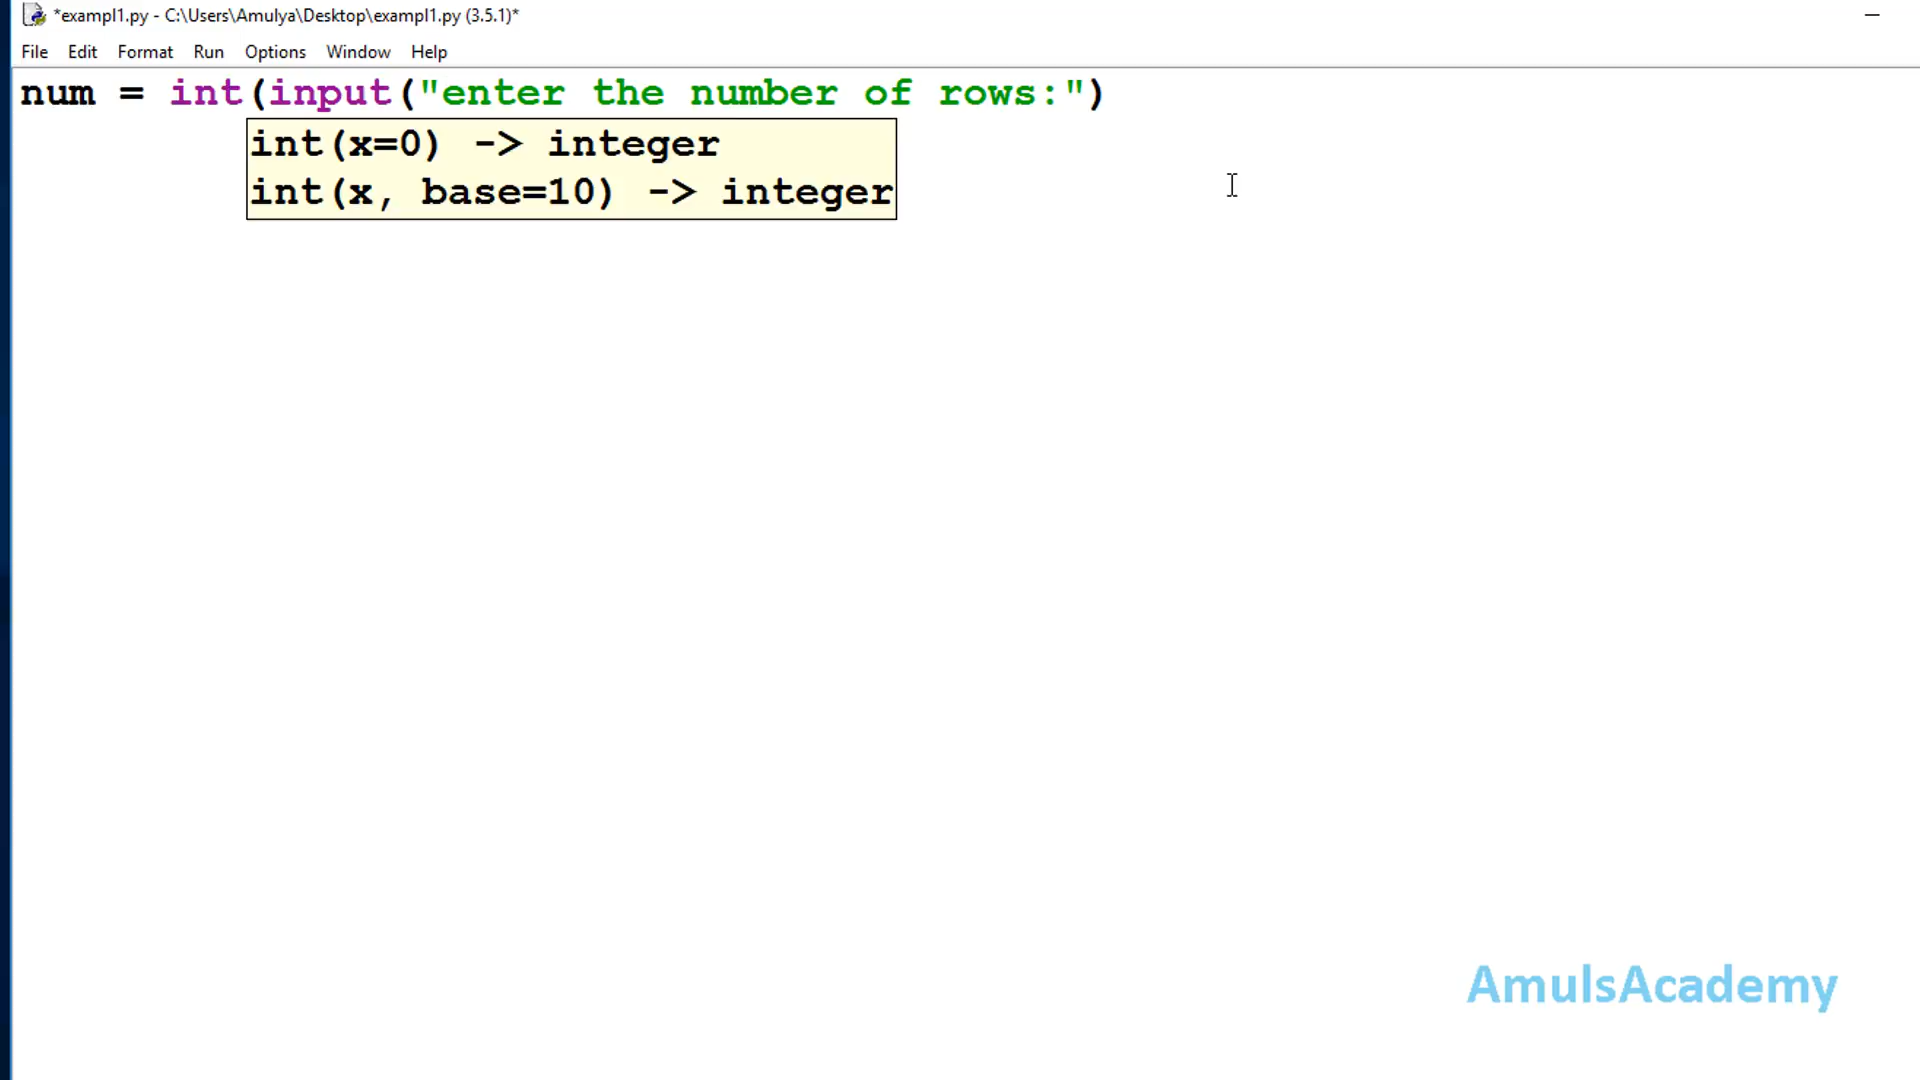 *exampl1.py - C:\Users\Amulya\Desktop\exampl1.py (3.5.1)*
File Edit Format Run Options Window Help
num = int(input("enter the number of rows:")
int(x=0) -> integer
int(x, base=10) -> integer
AmulsAcademy